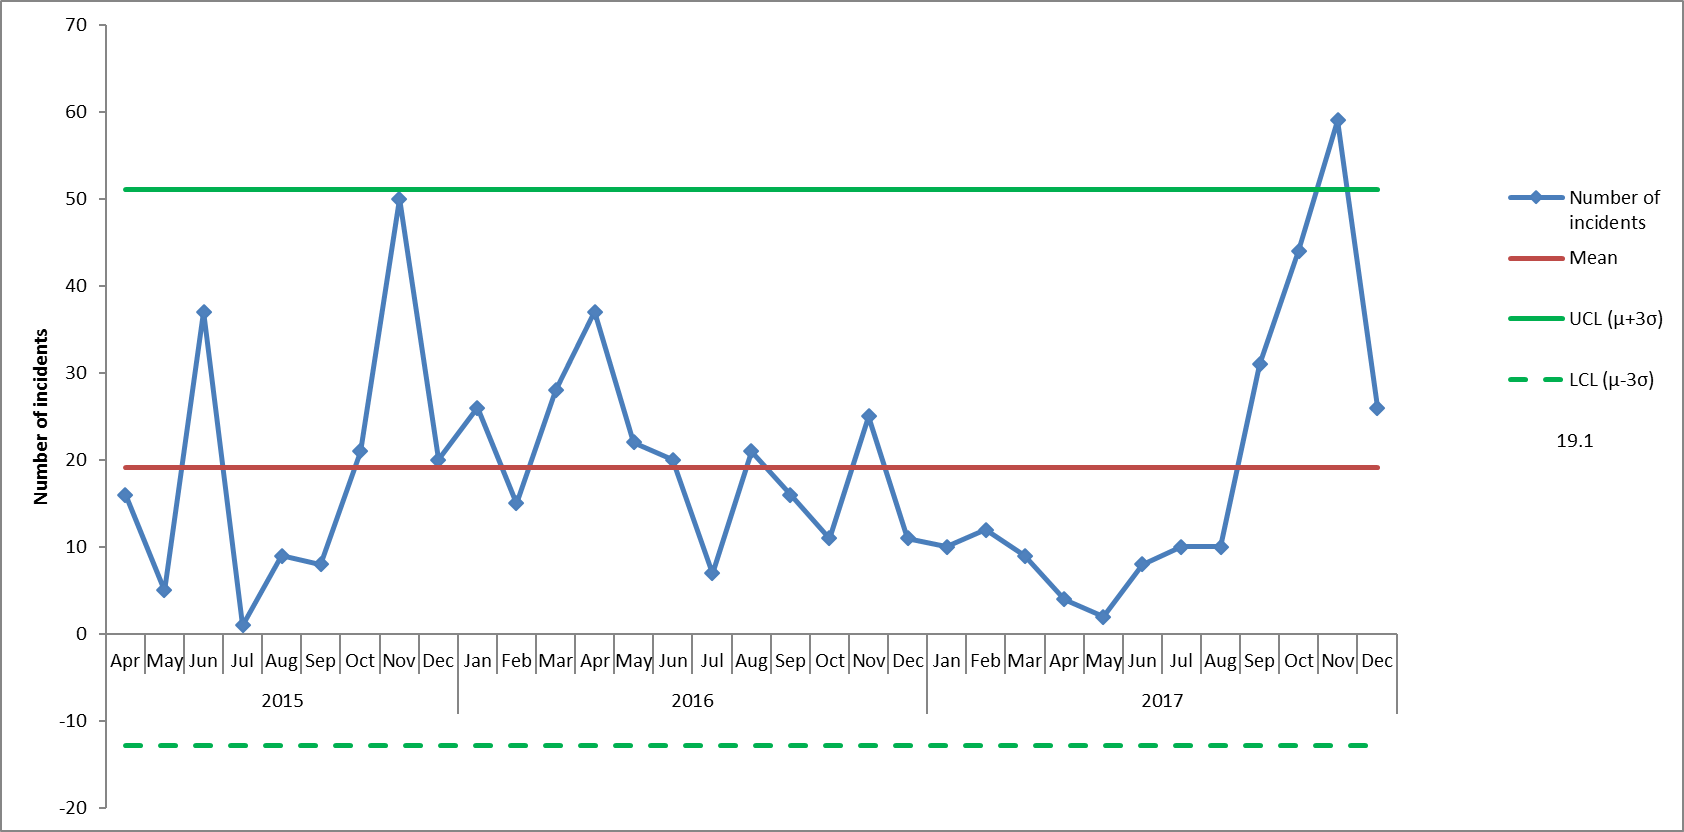 70
60
50
40
30
20
10
0
-10
-20
Number of incidents
Apr May Jun Jul Aug Sep Oct Nov Dec Jan Feb Mar Apr May Jun Jul Aug Sep Oct Nov Dec Jan Feb Mar Apr May Jun Jul Aug Sep Oct Nov Dec
2015 2016 2017
Number of
incidents
Mean
UCL (μ+3σ)
LCL (μ-3σ)
19.1